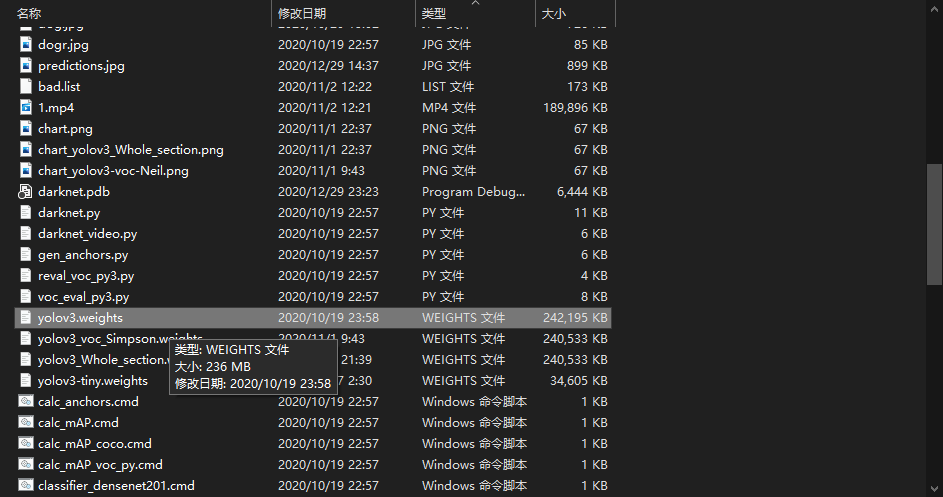 名称 修改日期 类型 大小
dogr.jpg 2020/10/19 22:57 JPG 文件 85 KB
predictions.jpg 2020/12/29 14:37 JPG 文件 899 KB
bad.list 2020/11/2 12:22 LIST 文件 173 KB
1.mp4 2020/11/2 12:21 MP4 文件 189,896 KB
chart.png 2020/11/1 22:37 PNG 文件 67 KB
chart_yolov3_Whole_section.png 2020/11/1 22:37 PNG 文件 67 KB
chart_yolov3-voc-Neil.png 2020/11/1 9:43 PNG 文件 67 KB
darknet.pdb 2020/12/29 23:23 Program Debug... 6,444 KB
darknet.py 2020/10/19 22:57 PY 文件 11 KB
darknet_video.py 2020/10/19 22:57 PY 文件 6 KB
gen_anchors.py 2020/10/19 22:57 PY 文件 6 KB
reval_voc_py3.py 2020/10/19 22:57 PY 文件 4 KB
voc_eval_py3.py 2020/10/19 22:57 PY 文件 8 KB
yolov3.weights 2020/10/19 23:58 WEIGHTS 文件 242,195 KB
yolov3_voc_Simpson.weights 2020/11/1 9:43 WEIGHTS 文件 240,533 KB
类型: WEIGHTS 文件
yolov3_Whole_section. 21:39 WEIGHTS 文件 240,533 KB
大小: 236 MB
yolov3-tiny.weights 2:30 WEIGHTS 文件 34,605 KB
修改日期: 2020/10/19 23:58
calc_anchors.cmd 2020/10/19 22:57 Windows 命令脚本 1 KB
calc_mAP.cmd 2020/10/19 22:57 Windows 命令脚本 1 KB
calc_mAP_coco.cmd 2020/10/19 22:57 Windows 命令脚本 1 KB
calc_mAP_voc_py.cmd 2020/10/19 22:57 Windows 命令脚本 1 KB
classifier_densenet201.cmd 2020/10/19 22:57 Windows 命令脚本 1 KB